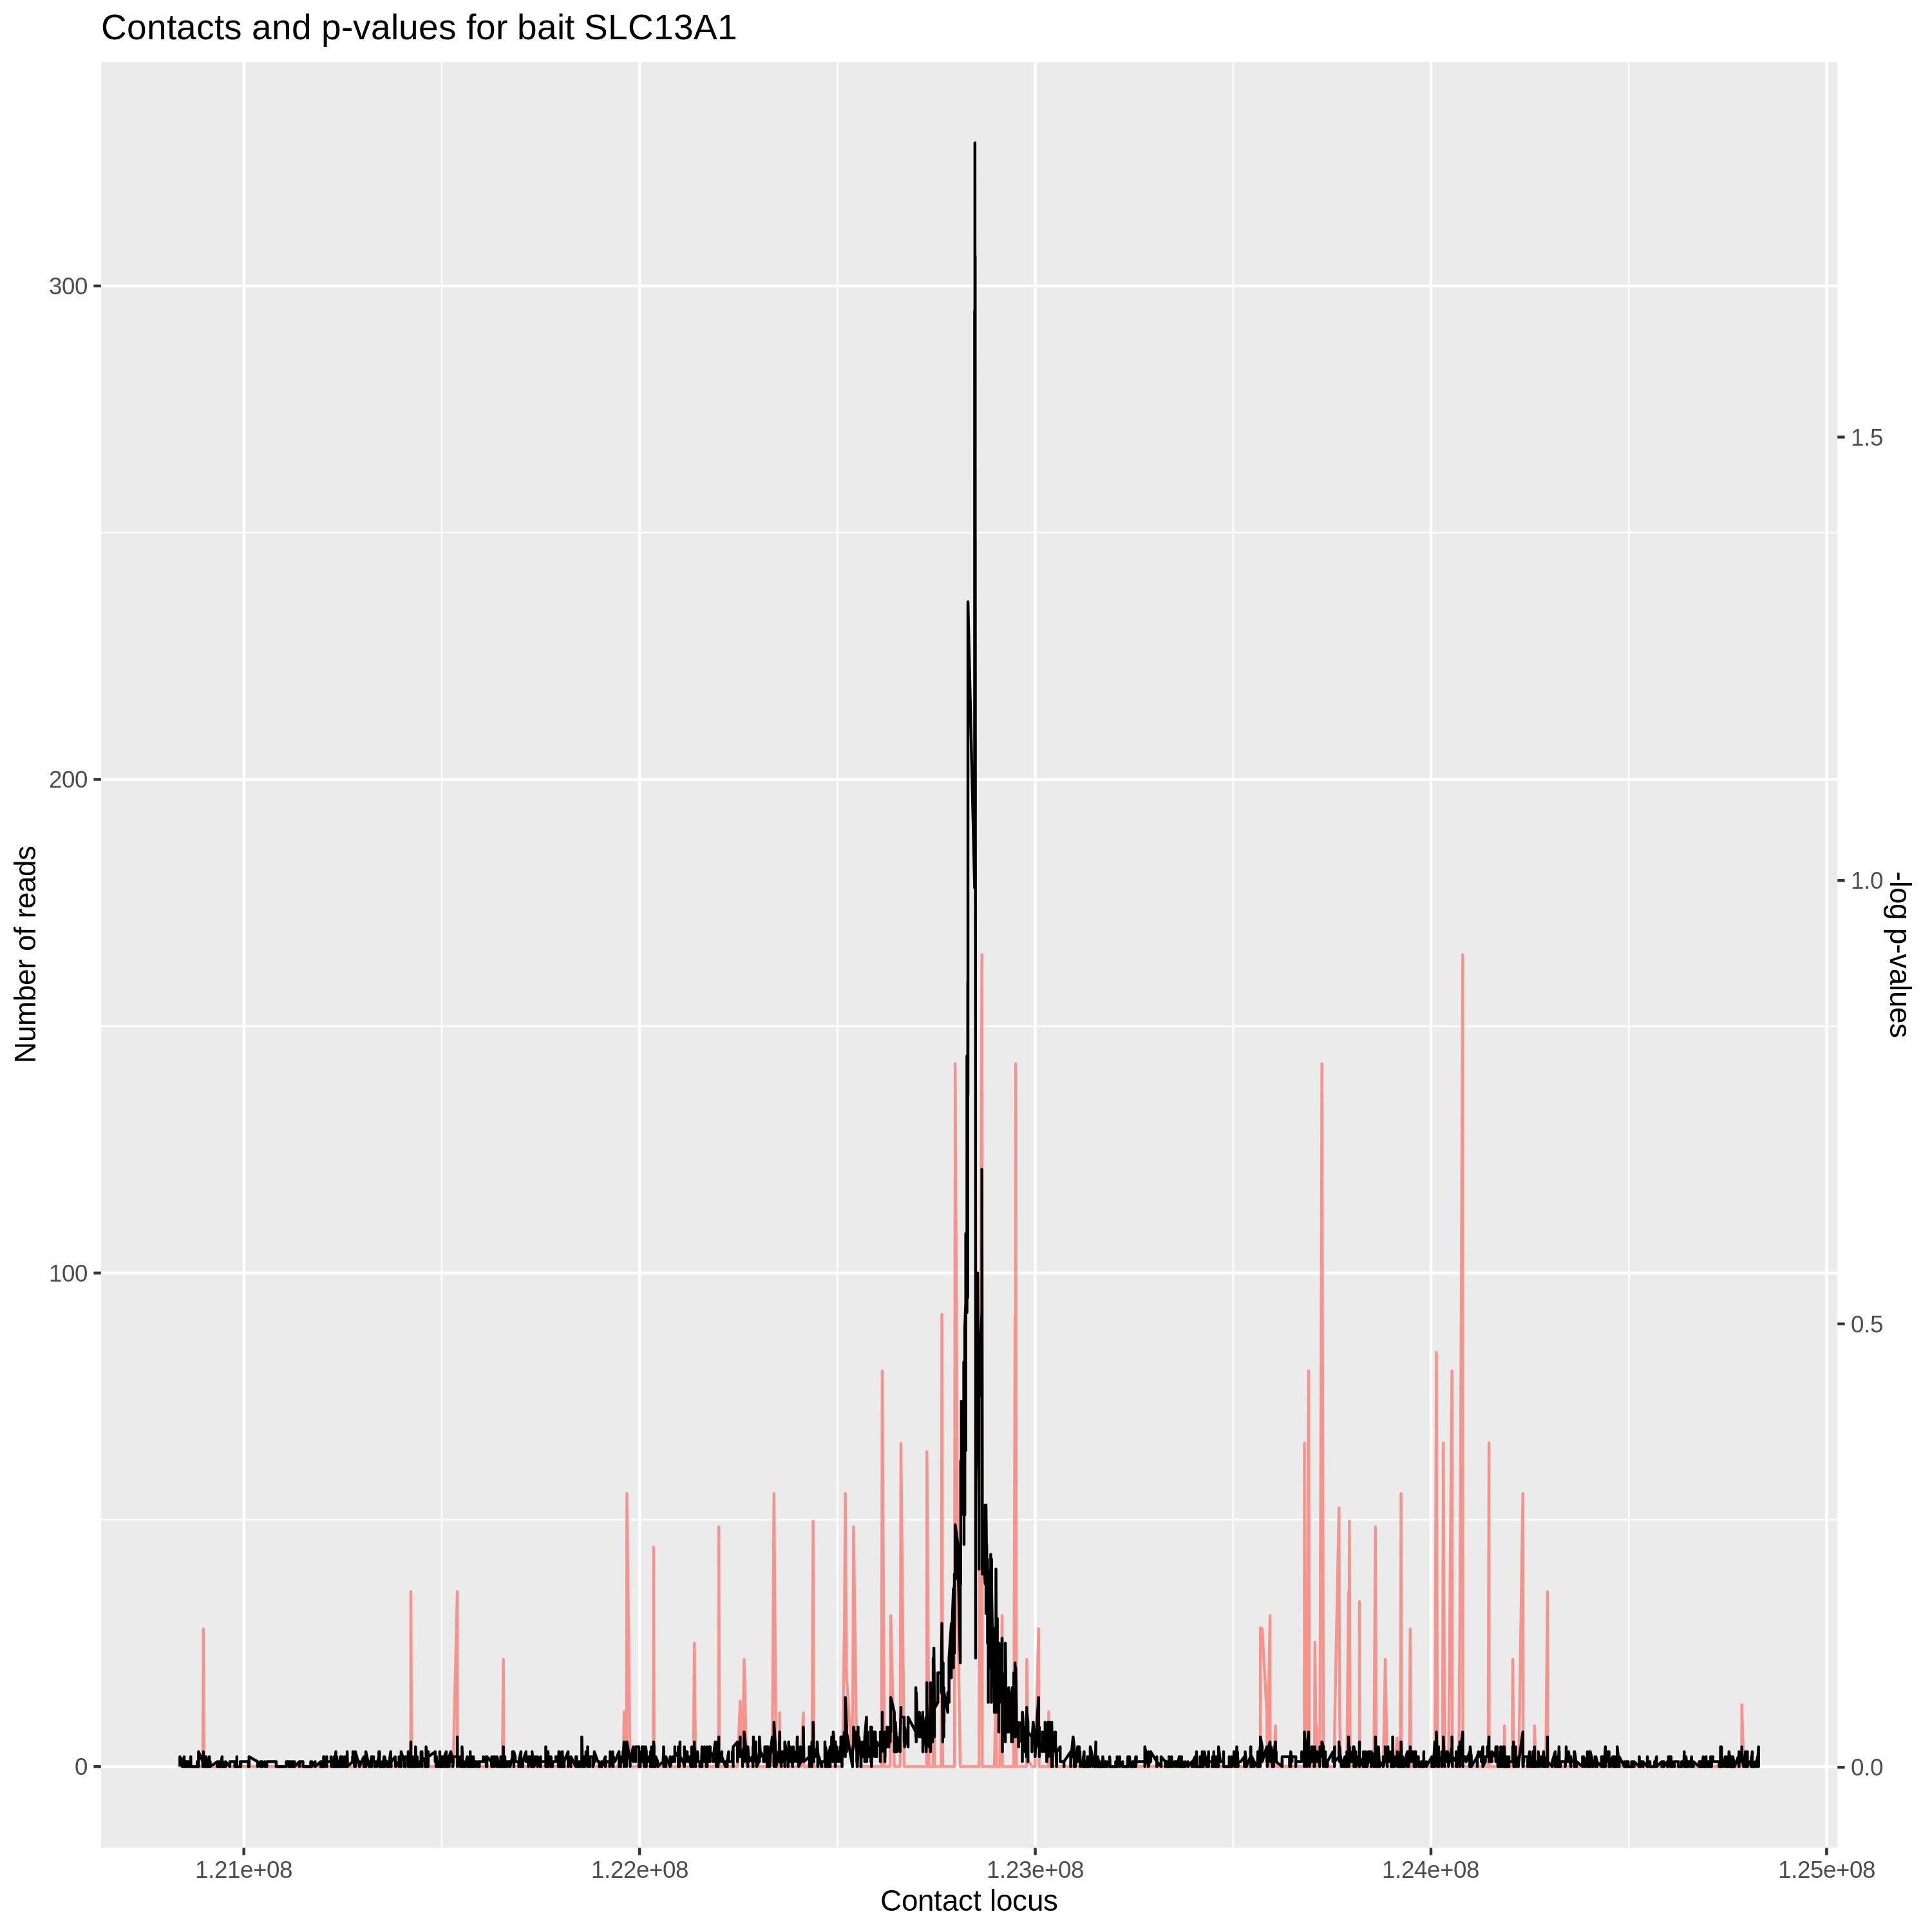 Contacts and p-values for bait SLC13A1
300
200
100
0
Number of reads
1.5
1.0
0.5
0.0
-log p-values
1.21e+08 1.22e+08 1.23e+08 1.24e+08 1.25e+08
Contact locus